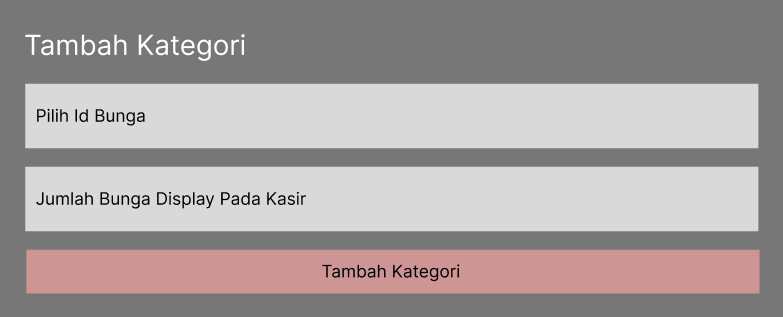 Tambah Kategori
Pilih Id Bunga
Jumlah Bunga Display Pada Kasir
Tambah Kategori